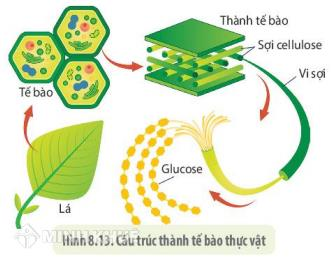 Thành tế bào
Sợi cellulose
Vi sợi
Tế bào
Glucose
Lá
Hình 8.13. Cấu trúc thành tế bào thực vật